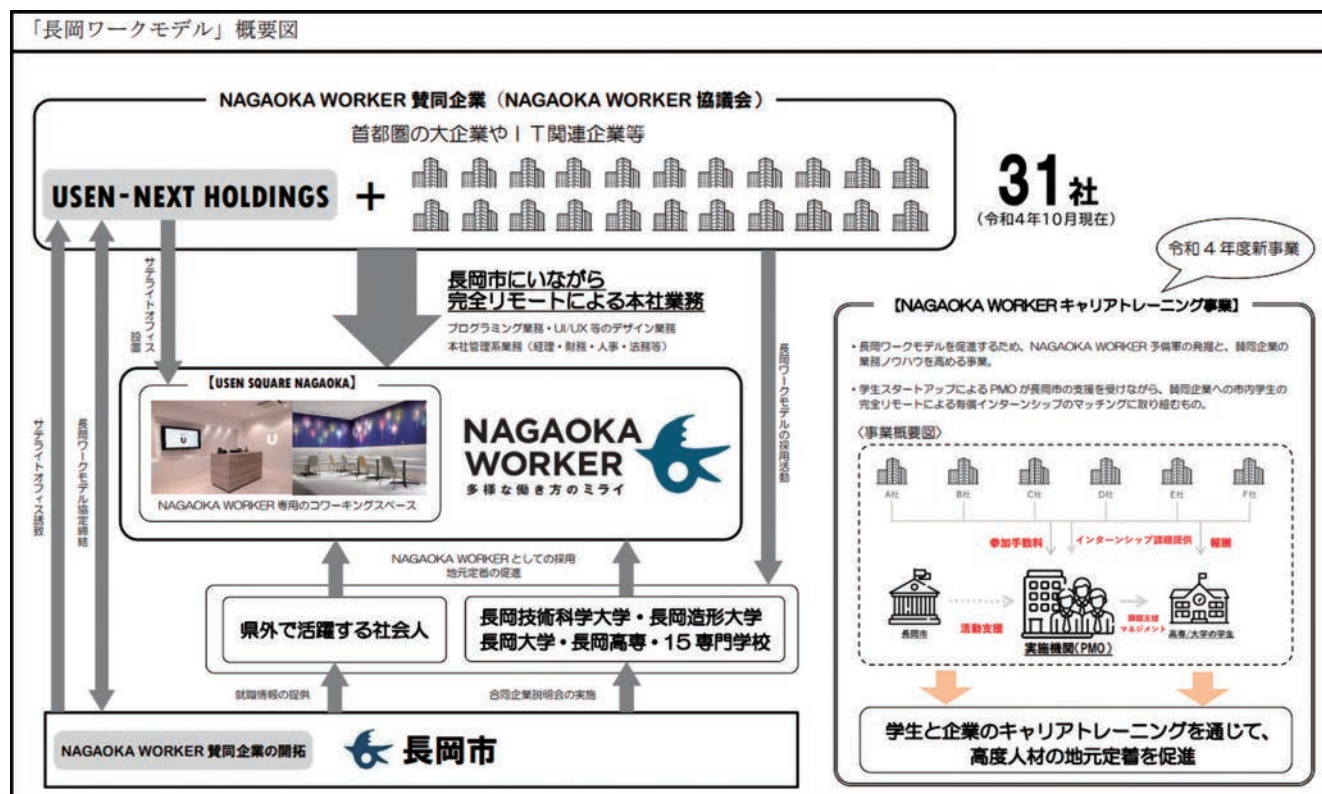 「長岡ワークモデル」概要図
NAGAOKA WORKER 賛同企業（NAGAOKA WORKER 協議会）
首都圏の大企業やIT関連企業等
USEN-NEXT HOLDINGS
+
31社
（令和4年10月現在）
サテライトオフィス
設置
長岡市にいながら
完全リモートによる本社業務
プログラミング業務・UI/UX 等のデザイン業務
本社管理系業務（経理・財務・人事・法務等）
長岡ワークモデルの採用活動
サテライトオフィス誘致
長岡ワークモデル協定締結
【USEN SQUARE NAGAOKA】
U
U
NAGAOKA WORKER 専用のコワーキングスペース
NAGAOKA
WORKER
多様な働き方のミライ
NAGAOKA WORKER としての採用
地元定着の促進
県外で活躍する社会人
長岡技術科学大学・長岡造形大学
長岡大学・長岡高専・15専門学校
就職情報の提供
合同企業説明会の実施
NAGAOKA WORKER 賛同企業の開拓
長岡市
令和4年度新事業
【NAGAOKA WORKER キャリアトレーニング事業】
・長岡ワークモデルを促進するため、NAGAOKA WORKER 予備軍の発掘と、賛同企業の
業務ノウハウを高める事業。
・学生スタートアップによるPMOが長岡市の支援を受けながら、賛同企業への市内学生の
完全リモートによる有償インターンシップのマッチングに取り組むもの。
〈事業概要図〉
A社
B社
C社
D社
E社
F社
参加手数料
インターンシップ課題提供
報酬
長岡市
活動支援
実施機関(PMO)
課題支援
マネジメント
高専/大学の学生
学生と企業のキャリアトレーニングを通じて、
高度人材の地元定着を促進